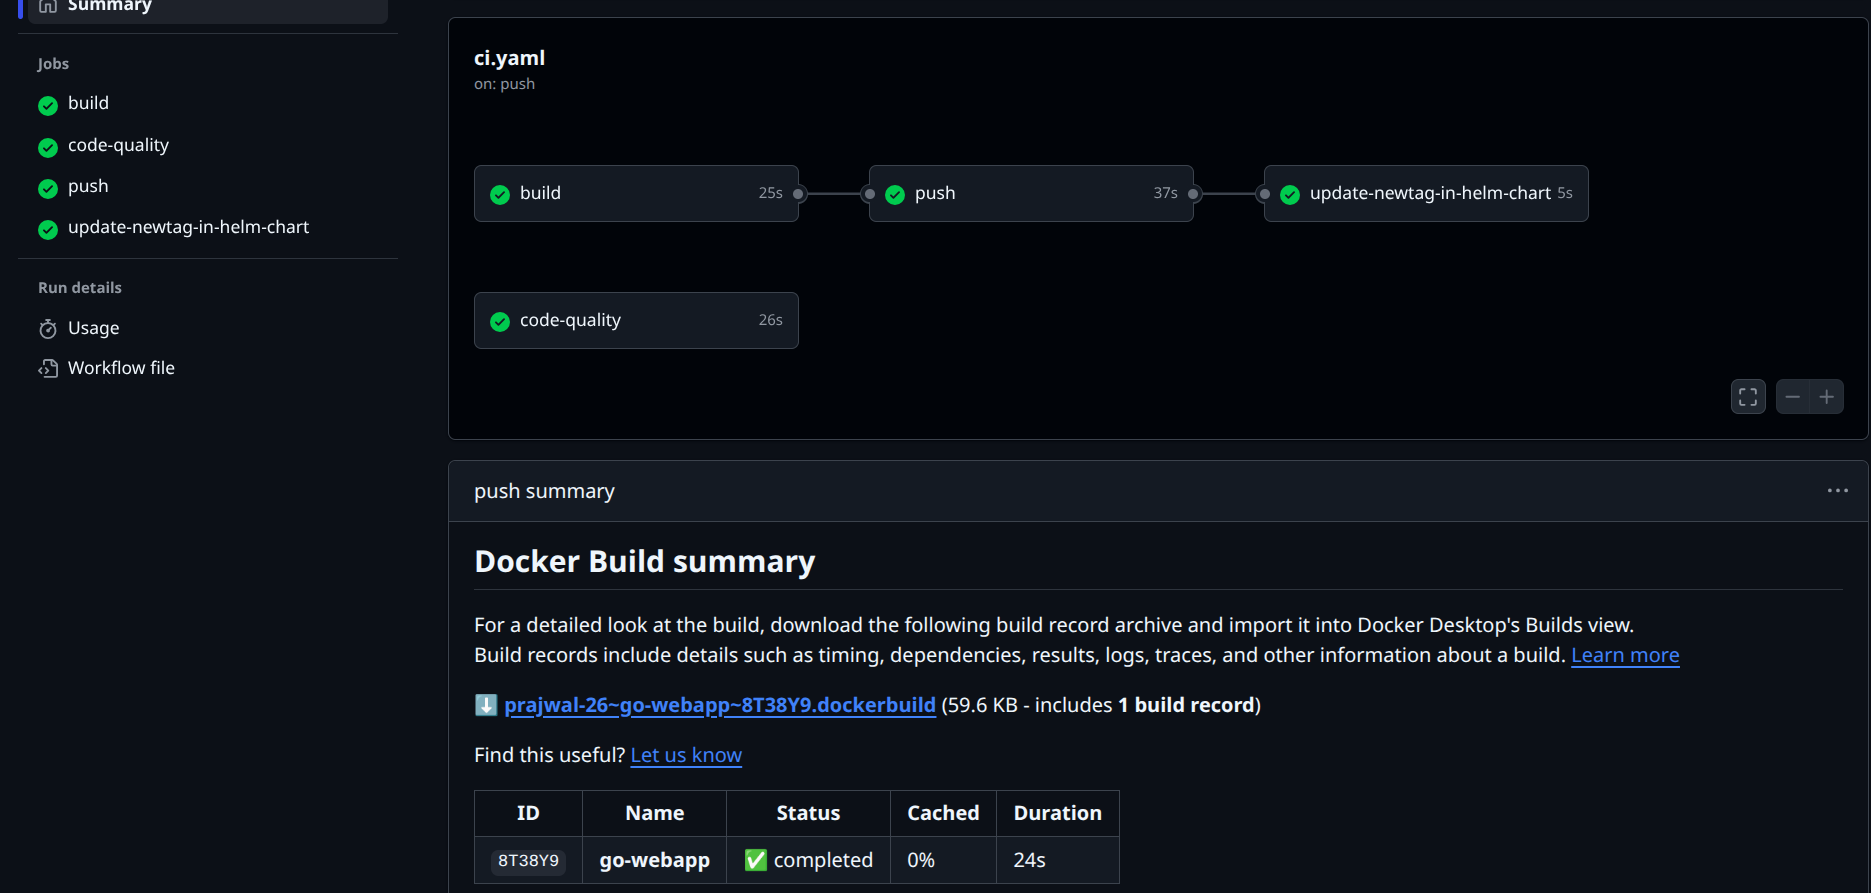 Summary
Jobs
build
code-quality
push
update-newtag-in-helm-chart
Run details
Usage
Workflow file
ci.yaml
on: push
build 25s
push 37s
update-newtag-in-helm-chart 5s
code-quality 26s
push summary
Docker Build summary
For a detailed look at the build, download the following build record archive and import it into Docker Desktop's Builds view.
Build records include details such as timing, dependencies, results, logs, traces, and other information about a build. Learn more
⬇️ prajwal-26~go-webapp~8T38Y9.dockerbuild (59.6 KB - includes 1 build record)
Find this useful? Let us know
ID Name Status Cached Duration
8T38Y9 go-webapp ✅ completed 0% 24s